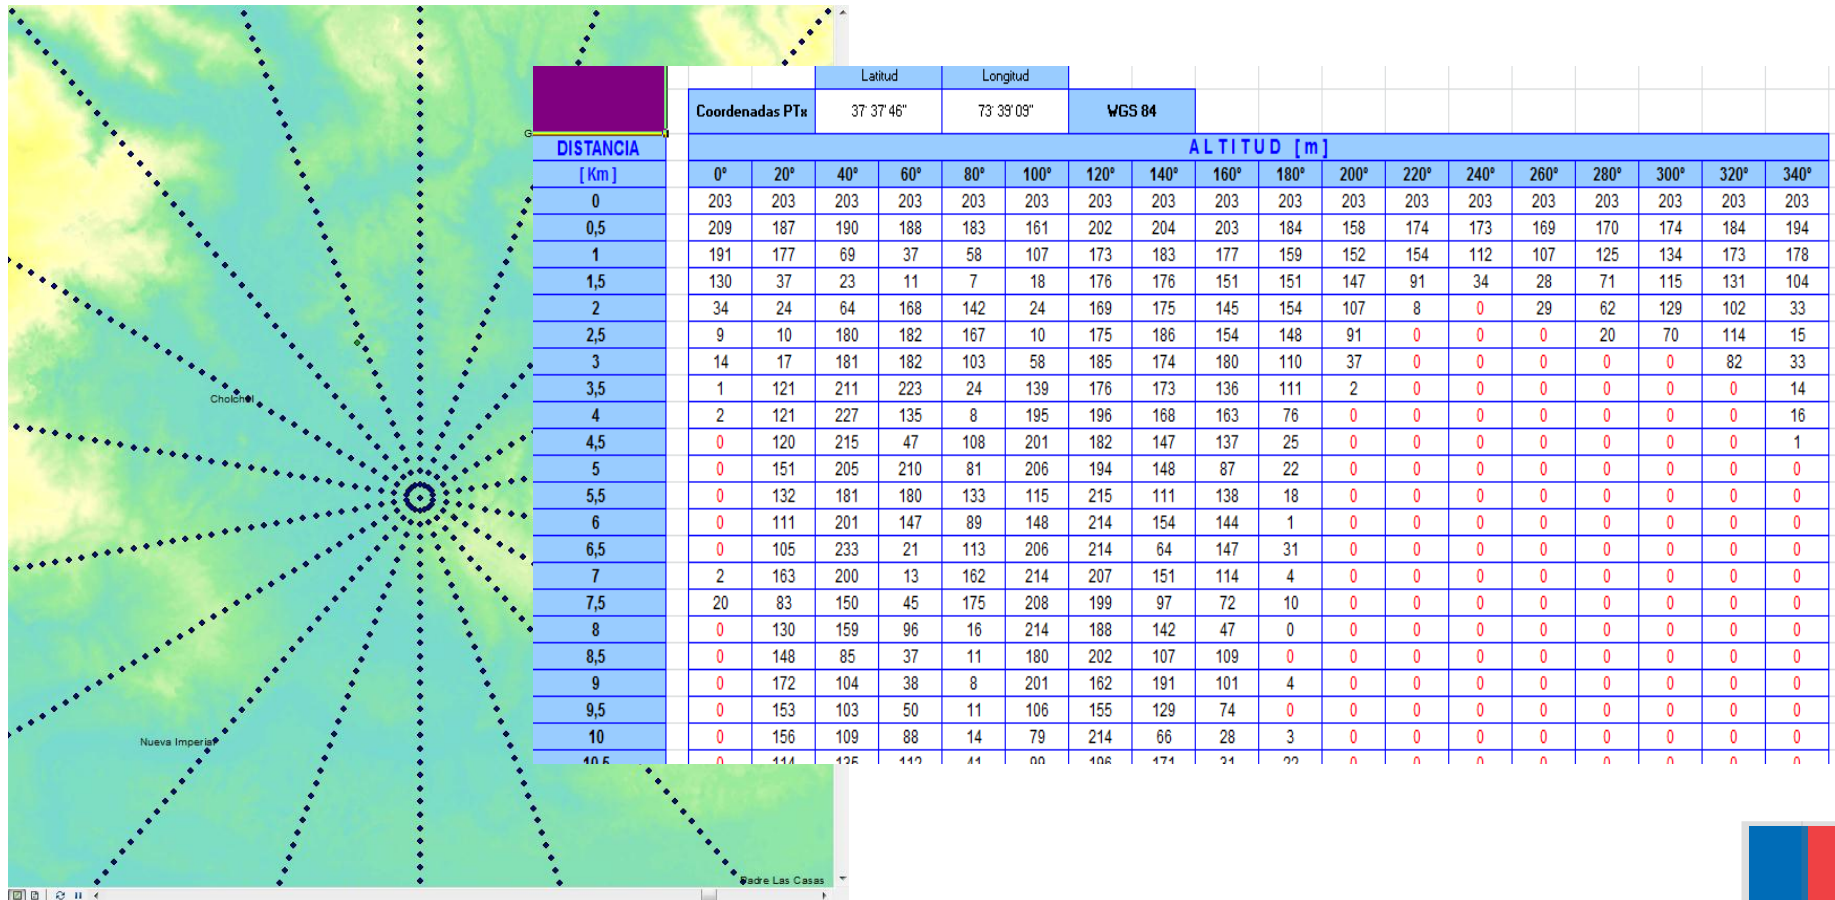 Latitud Longitud
Coordenadas PTx 37° 37' 46" 73° 39' 09" WGS 84
DISTANCIA ALTITUD [m]
[Km] 0° 20° 40° 60° 80° 100° 120° 140° 160° 180° 200° 220° 240° 260° 280° 300° 320° 340°
0 203 203 203 203 203 203 203 203 203 203 203 203 203 203 203 203 203 203
0,5 209 187 190 188 183 161 202 204 203 184 158 174 173 169 170 174 184 194
1 191 177 69 37 58 107 173 183 177 159 152 154 112 107 125 134 173 178
1,5 130 37 23 11 7 18 176 176 151 151 147 91 34 28 71 115 131 104
2 34 24 64 168 142 24 169 175 145 154 107 8 0 29 62 129 102 33
2,5 9 10 180 182 167 10 175 186 154 148 91 0 0 0 20 70 114 15
3 14 17 181 182 103 58 185 174 180 110 37 0 0 0 0 0 82 33
3,5 1 121 211 223 24 139 176 173 136 111 2 0 0 0 0 0 0 14
4 2 121 227 135 8 195 196 168 163 76 0 0 0 0 0 0 0 16
4,5 0 120 215 47 108 201 182 147 137 25 0 0 0 0 0 0 0 1
5 0 151 205 210 81 206 194 148 87 22 0 0 0 0 0 0 0 0
5,5 0 132 181 180 133 115 215 111 138 18 0 0 0 0 0 0 0 0
6 0 111 201 147 89 148 214 154 144 1 0 0 0 0 0 0 0 0
6,5 0 105 233 21 113 206 214 64 147 31 0 0 0 0 0 0 0 0
7 2 163 200 13 162 214 207 151 114 4 0 0 0 0 0 0 0 0
7,5 20 83 150 45 175 208 199 97 72 10 0 0 0 0 0 0 0 0
8 0 130 159 96 16 214 188 142 47 0 0 0 0 0 0 0 0 0
8,5 0 148 85 37 11 180 202 107 109 0 0 0 0 0 0 0 0 0
9 0 172 104 38 8 201 162 191 101 4 0 0 0 0 0 0 0 0
9,5 0 153 103 50 11 106 155 129 74 0 0 0 0 0 0 0 0 0
10 0 156 109 88 14 79 214 66 28 3 0 0 0 0 0 0 0 0
10,5 0 114 135 112 41 99 196 171 31 22 0 0 0 0 0 0 0 0
Cholchol
Nueva Imperial
Padre Las Casas